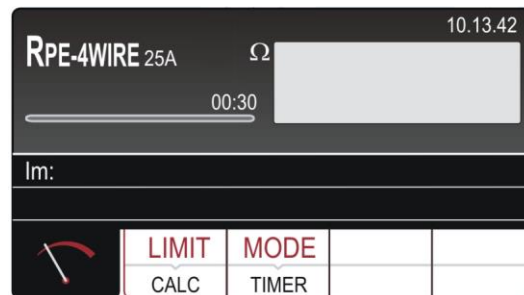 10.13.42
RPE-4WIRE 25A Ω
00:30
Im:
LIMIT MODE
CALC TIMER